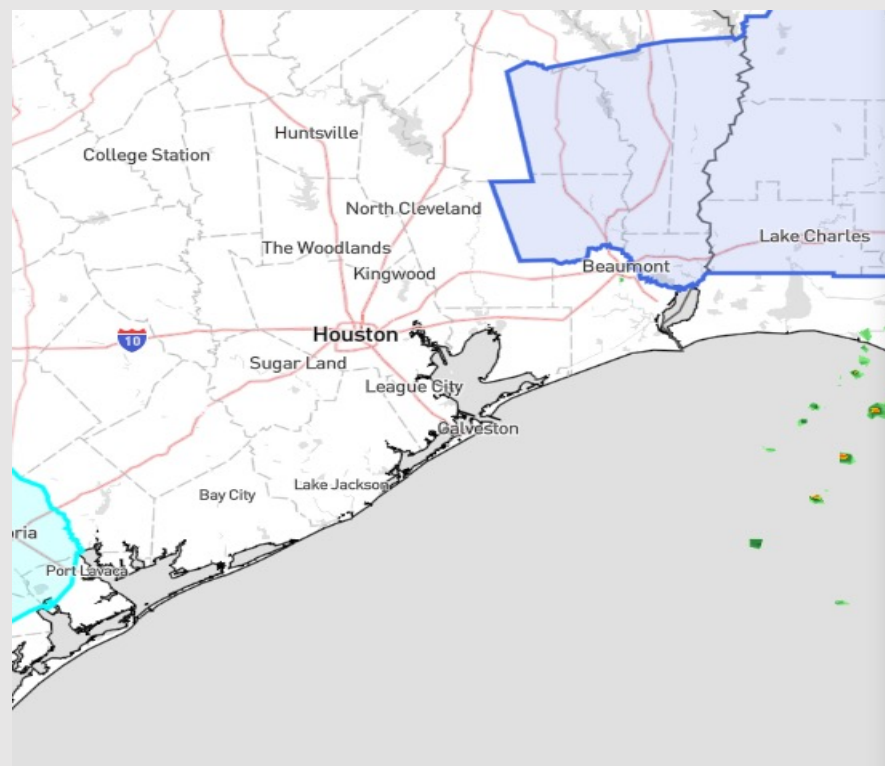 Huntsville
College Station
North Cleveland
Lake Charles
The Woodlands
Beaumont
Kingwood
Houston
10
Sugar Land
League City
Galveston
Lake Jackson
Bay City
oria
Port Lavaca